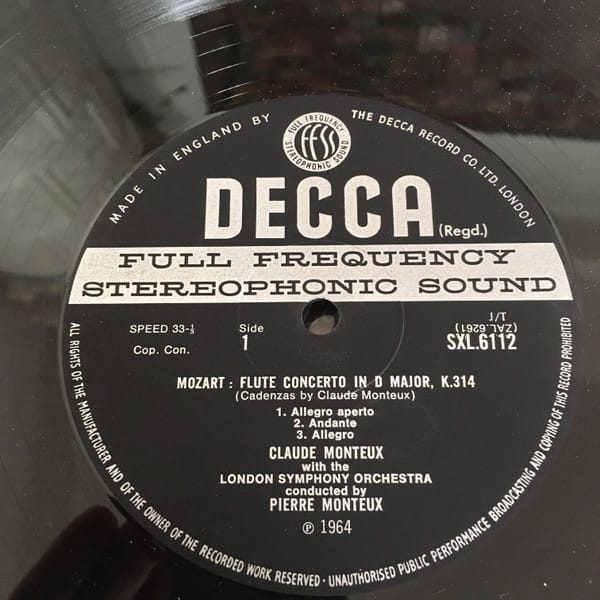 MADE IN ENGLAND BY
THE DECCA RECORD CO. LTD. LONDON
FULL FREQUENCY
FFSS
STEREOPHONIC SOUND
DECCA (Regd.)
FULL FREQUENCY
STEREOPHONIC SOUND
SPEED 33-⅓
Side
1
Cop. Con.
J/T
(ZAL.6261)
SXL.6112
MOZART: FLUTE CONCERTO IN D MAJOR, K.314
(Cadenzas by Claude Monteux)
1. Allegro aperto
2. Andante
3. Allegro
CLAUDE MONTEUX
with the
LONDON SYMPHONY ORCHESTRA
conducted by
PIERRE MONTEUX
℗ 1964
ALL RIGHTS OF THE MANUFACTURER AND OF THE OWNER OF THE RECORDED WORK RESERVED · UNAUTHORISED PUBLIC PERFORMANCE BROADCASTING AND COPYING OF THIS RECORD PROHIBITED